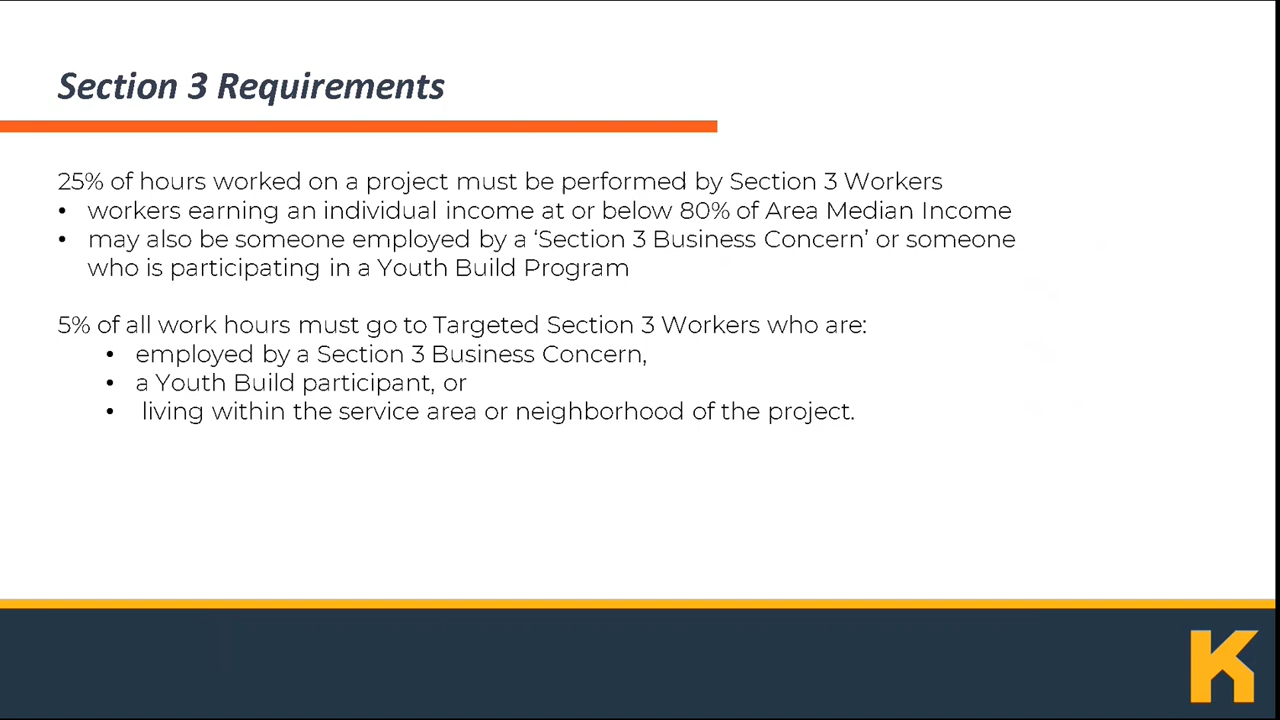 Section 3 Requirements
25% of hours worked on a project must be performed by Section 3 Workers
• workers earning an individual income at or below 80% of Area Median Income
• may also be someone employed by a ‘Section 3 Business Concern’ or someone
who is participating in a Youth Build Program
5% of all work hours must go to Targeted Section 3 Workers who are:
• employed by a Section 3 Business Concern,
• a Youth Build participant, or
• living within the service area or neighborhood of the project.
K